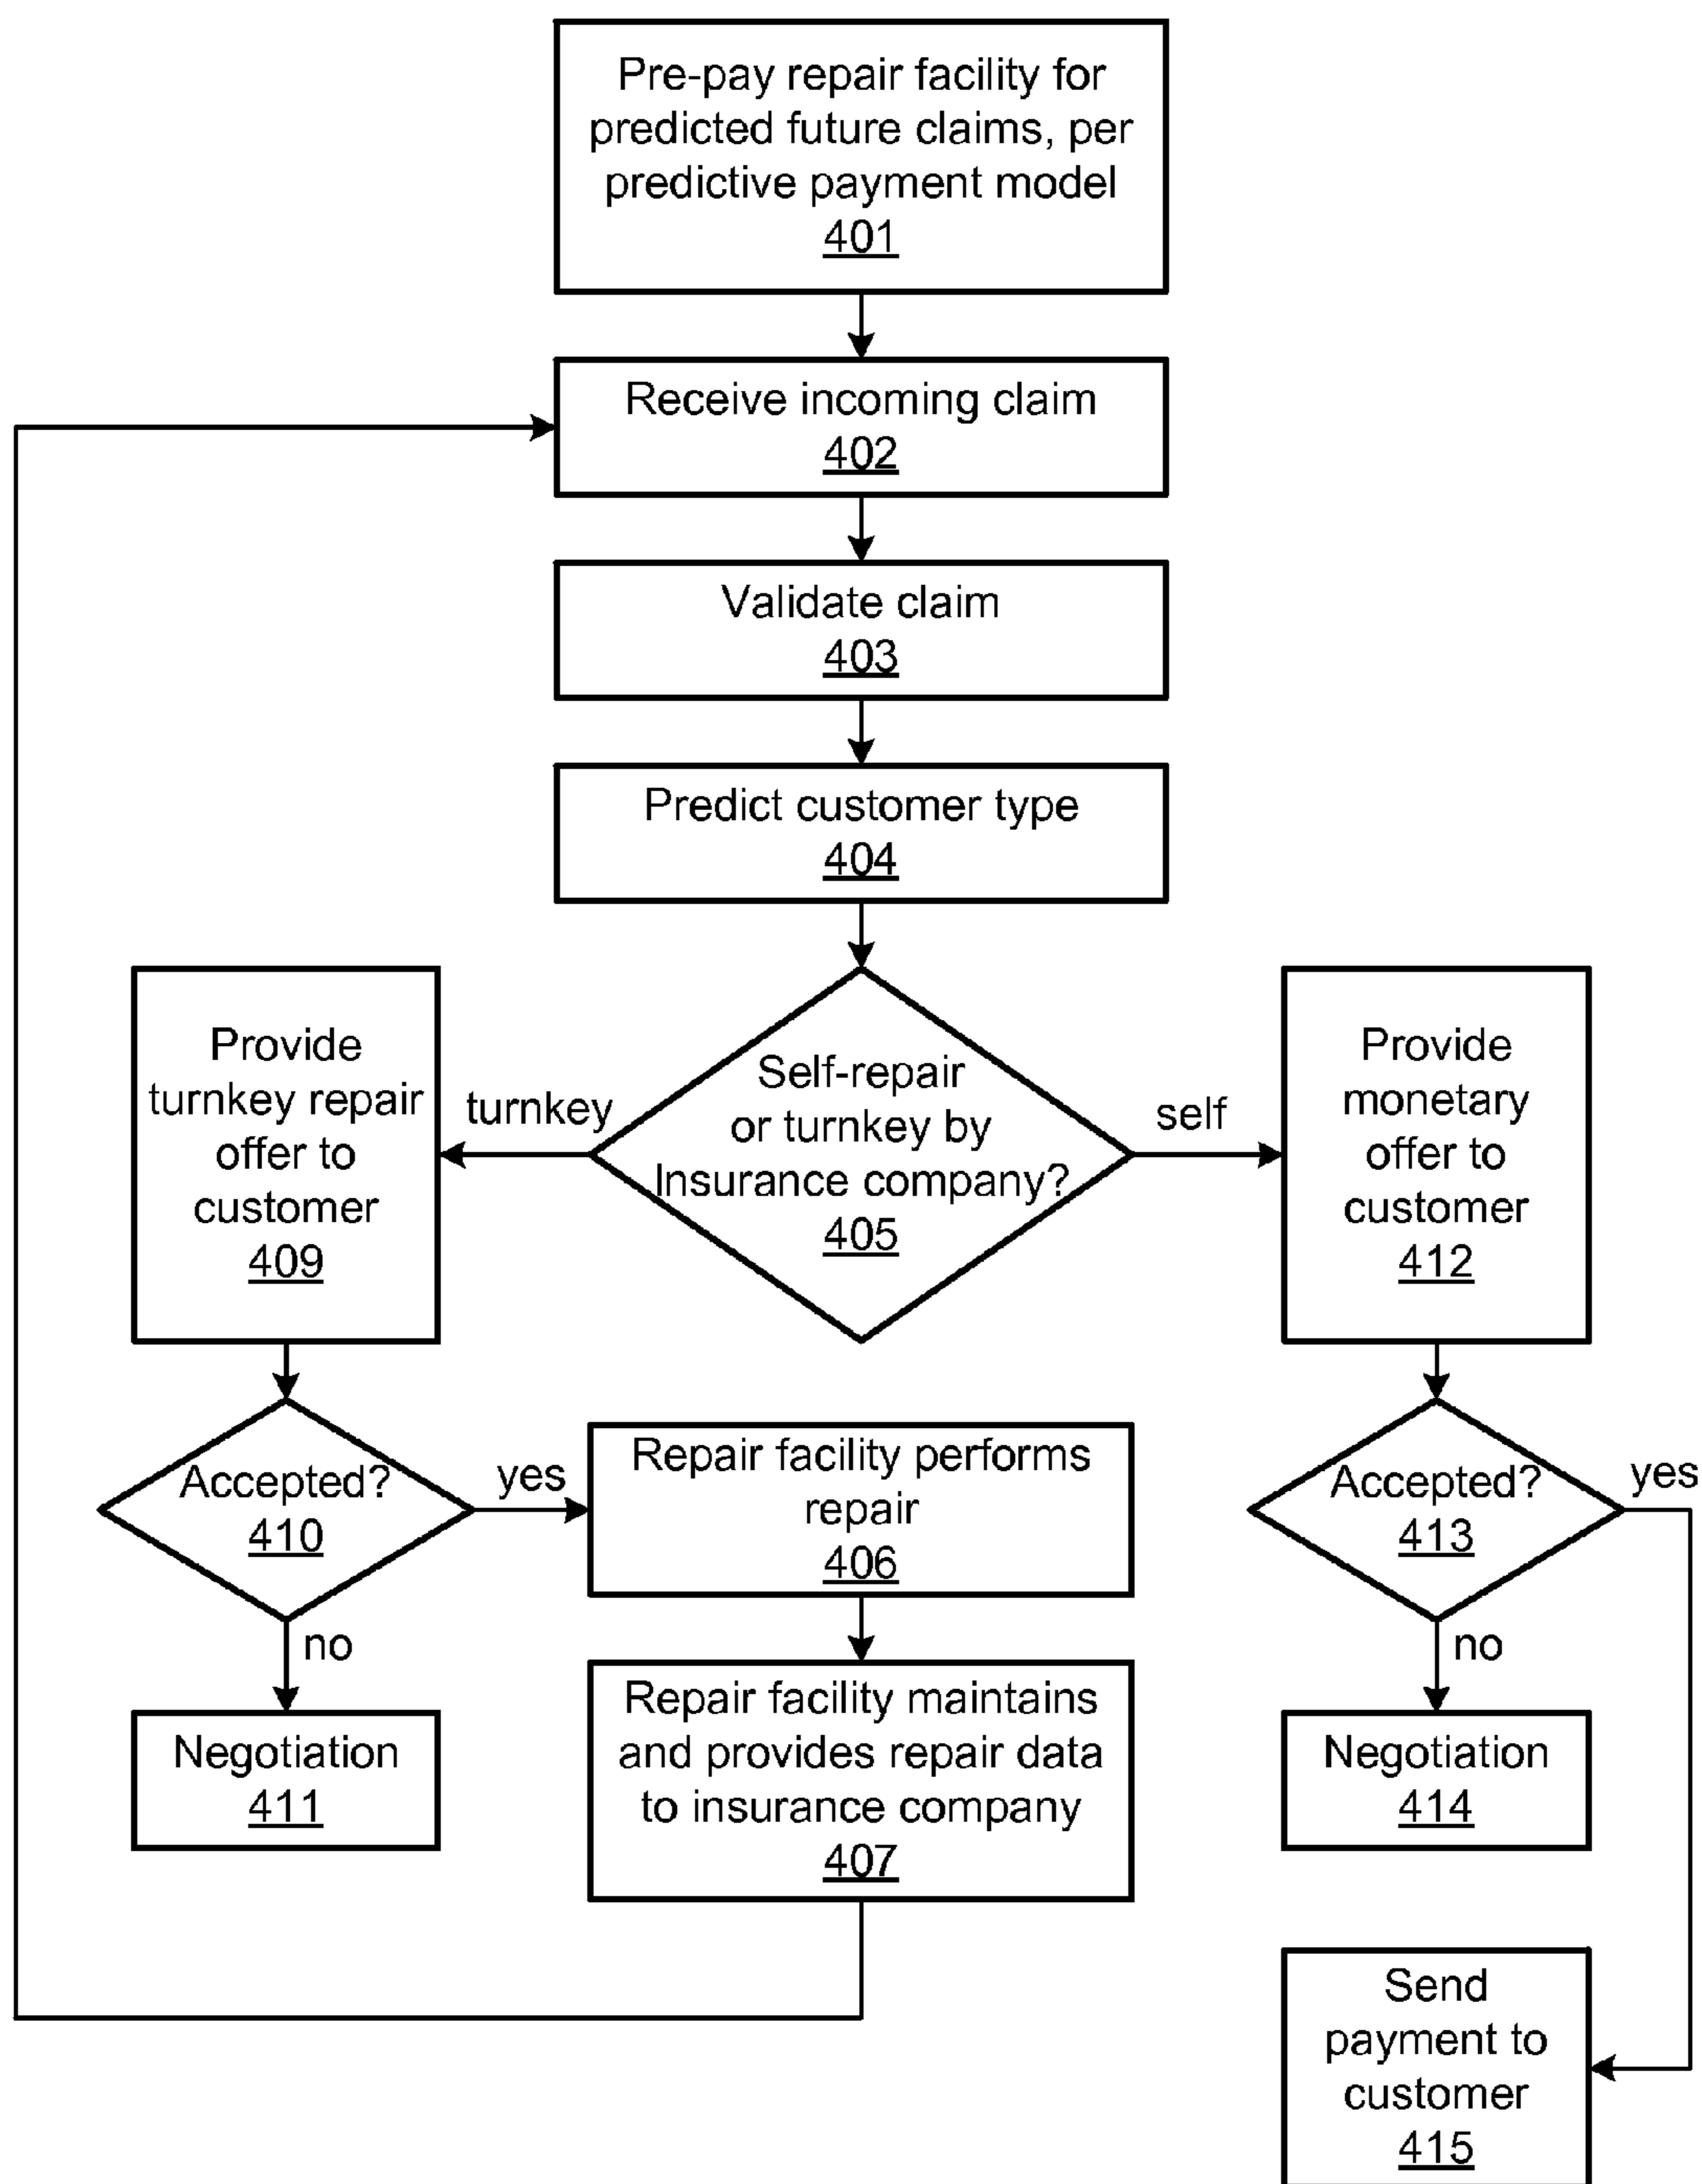 Pre-pay repair facility for
predicted future claims, per
predictive payment model
401
Receive incoming claim
402
Validate claim
403
Predict customer type
404
Self-repair
or turnkey by
Insurance company?
405
turnkey
self
Provide
turnkey repair
offer to
customer
409
Provide
monetary
offer to
customer
412
Accepted?
410
yes
no
Repair facility performs
repair
406
Accepted?
413
yes
no
Negotiation
411
Repair facility maintains
and provides repair data
to insurance company
407
Negotiation
414
Send
payment to
customer
415